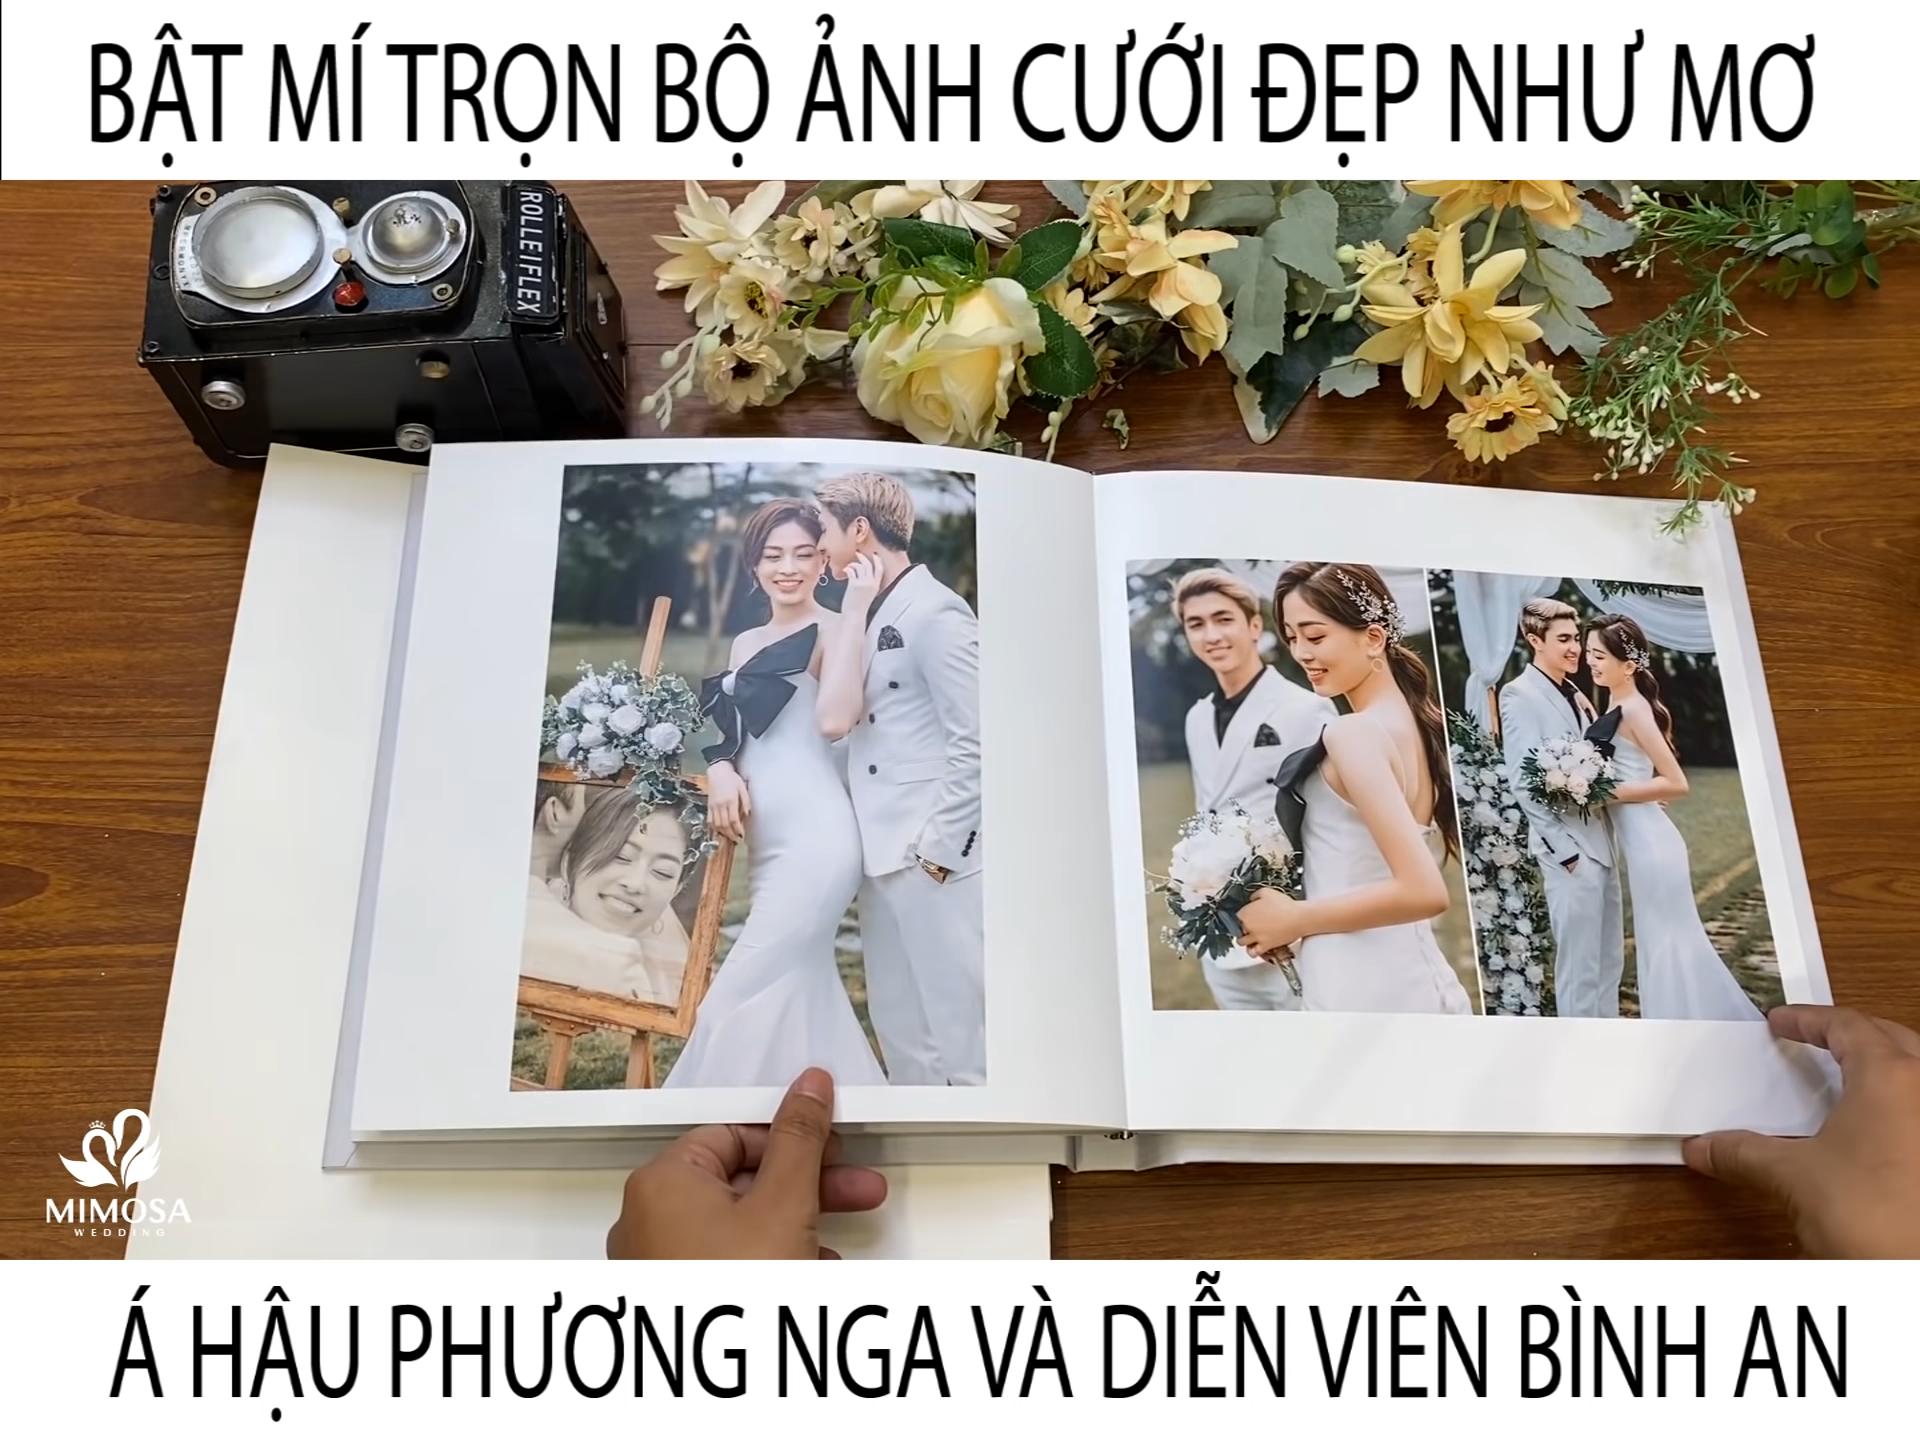 BẬT MÍ TRỌN BỘ ẢNH CƯỚI ĐẸP NHƯ MƠ
ROLLEIFLEX
MIMOSA
WEDDING
Á HẬU PHƯƠNG NGA VÀ DIỄN VIÊN BÌNH AN